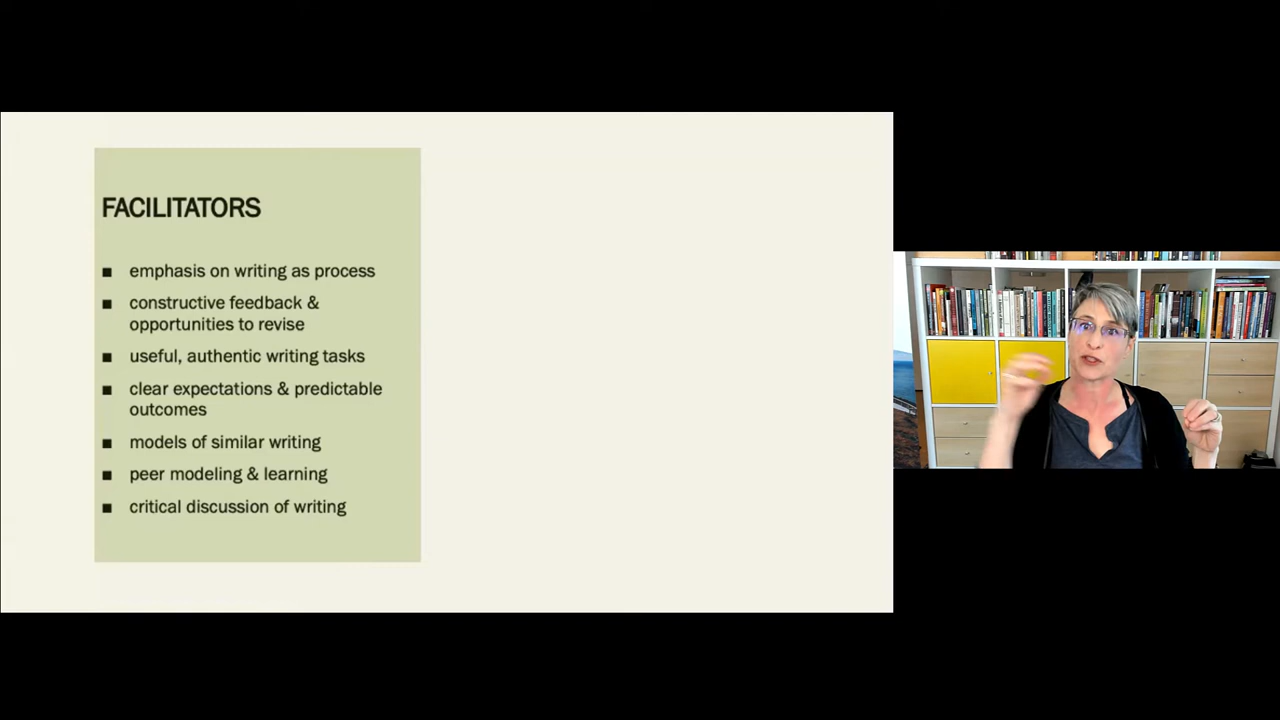 FACILITATORS
■ emphasis on writing as process
■ constructive feedback &
opportunities to revise
■ useful, authentic writing tasks
■ clear expectations & predictable
outcomes
■ models of similar writing
■ peer modeling & learning
■ critical discussion of writing